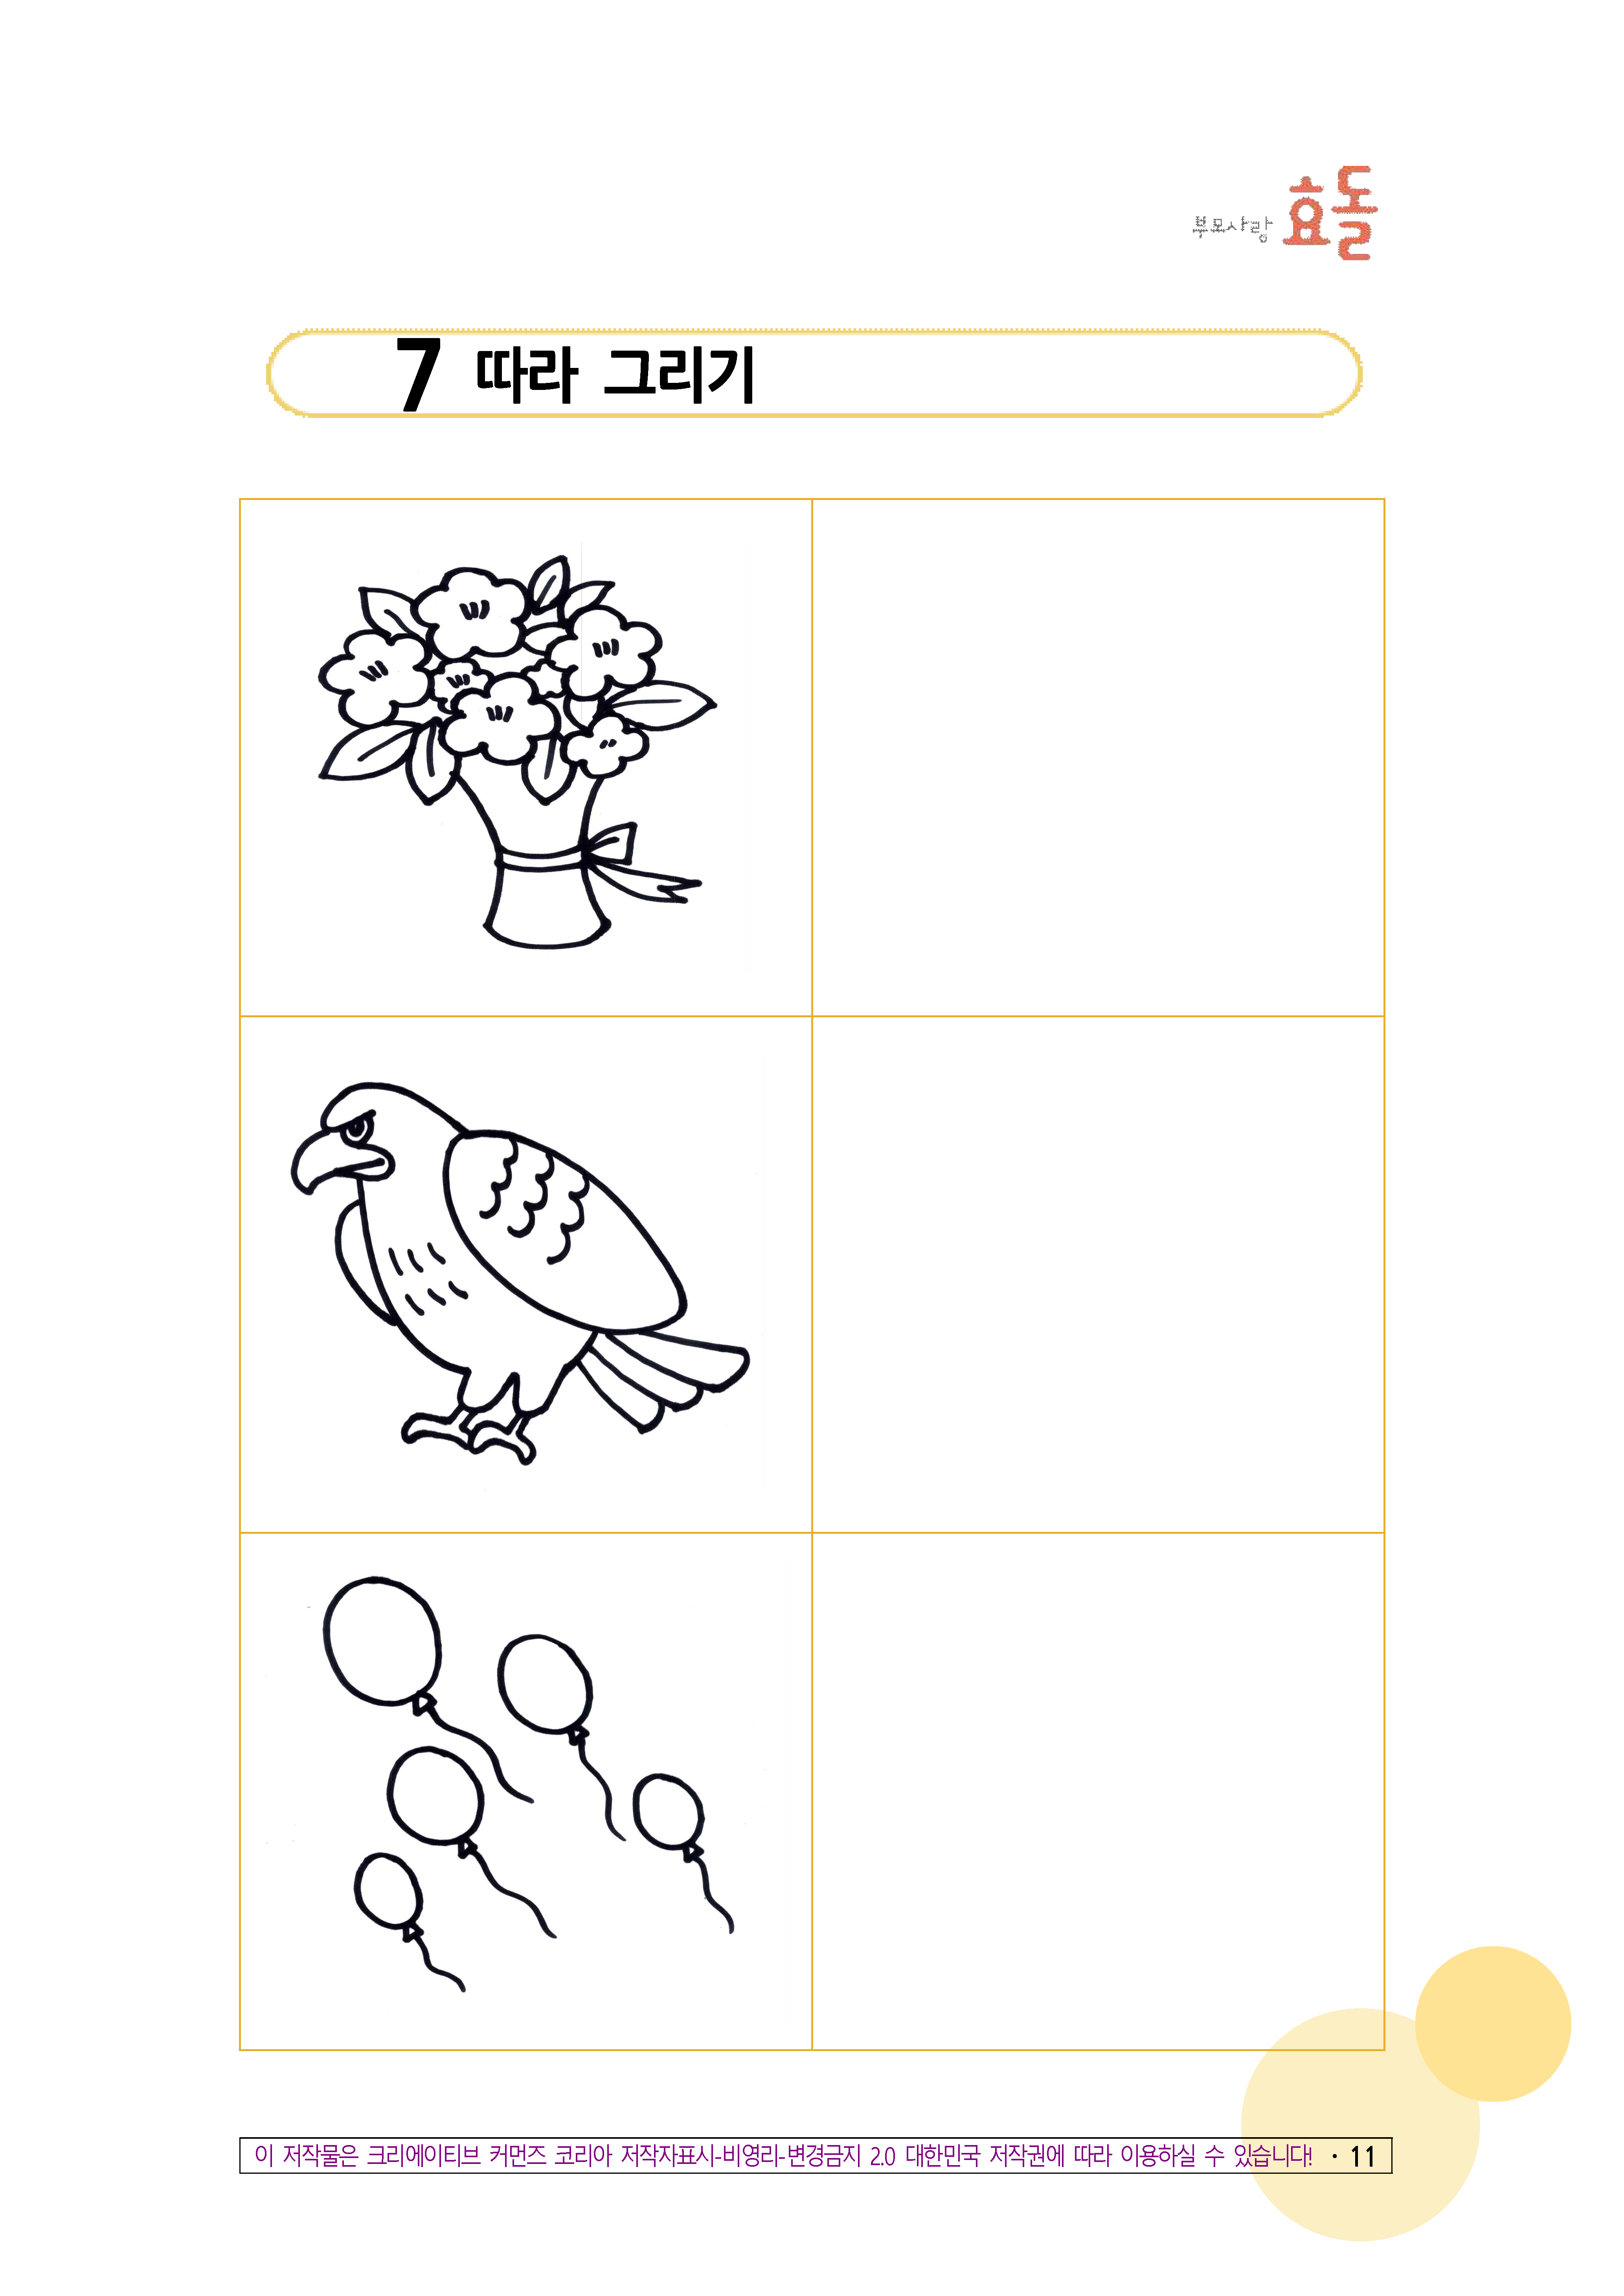 부모사랑 효돌
7 따라 그리기
이 저작물은 크리에이티브 커먼즈 코리아 저작자표시-비영리-변경금지 2.0 대한민국 저작권에 따라 이용하실 수 있습니다! · 11